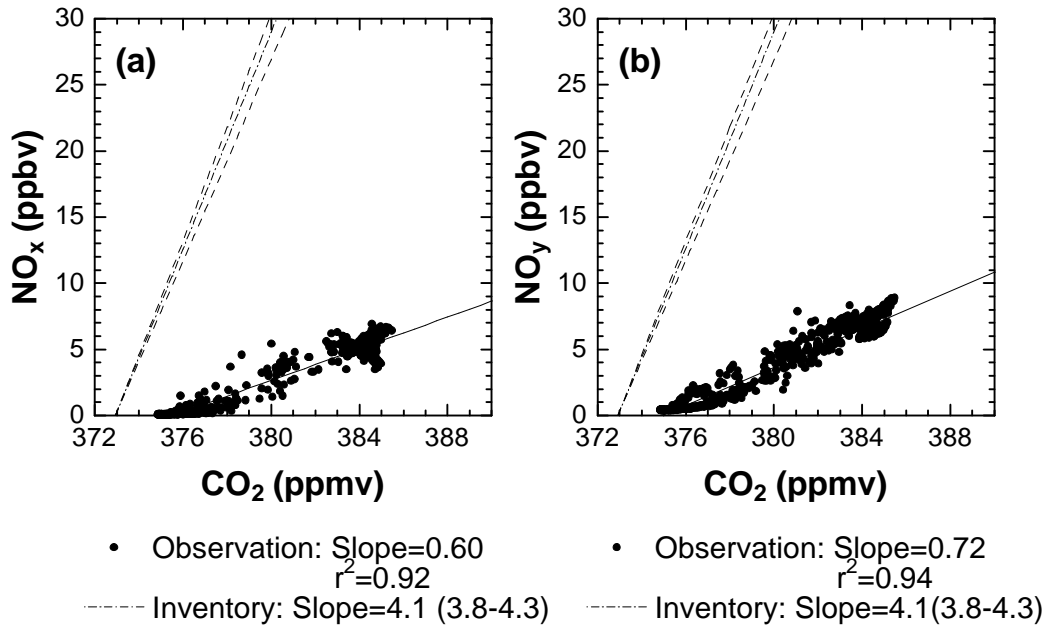 (a)
NOx (ppbv)
30
25
20
15
10
5
0
372 376 380 384 388
CO2 (ppmv)
• Observation: Slope=0.60
r2=0.92
Inventory: Slope=4.1 (3.8-4.3)
(b)
NOy (ppbv)
30
25
20
15
10
5
0
372 376 380 384 388
CO2 (ppmv)
• Observation: Slope=0.72
r2=0.94
Inventory: Slope=4.1(3.8-4.3)